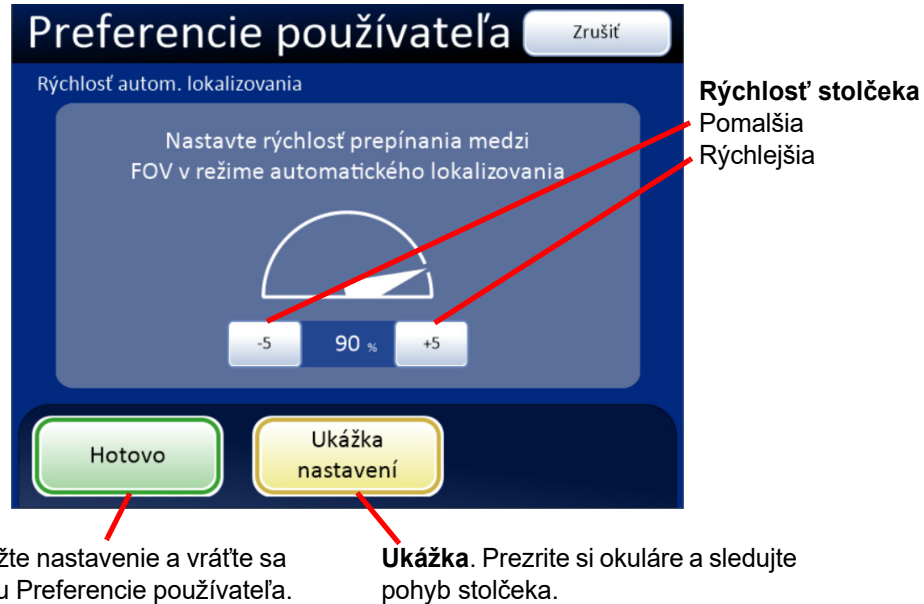 Preferencie používateľa
Zrušiť
Rýchlosť autom. lokalizovania
Nastavte rýchlosť prepínania medzi
FOV v režime automatického lokalizovania
-5
90 %
+5
Hotovo
Ukážka
nastavení
Rýchlosť stolčeka
Pomalšia
Rýchlejšia
nastavenie a vráťte sa
Preferencie používateľa.
Ukážka. Prezrite si okuláre a sledujte
pohyb stolčeka.